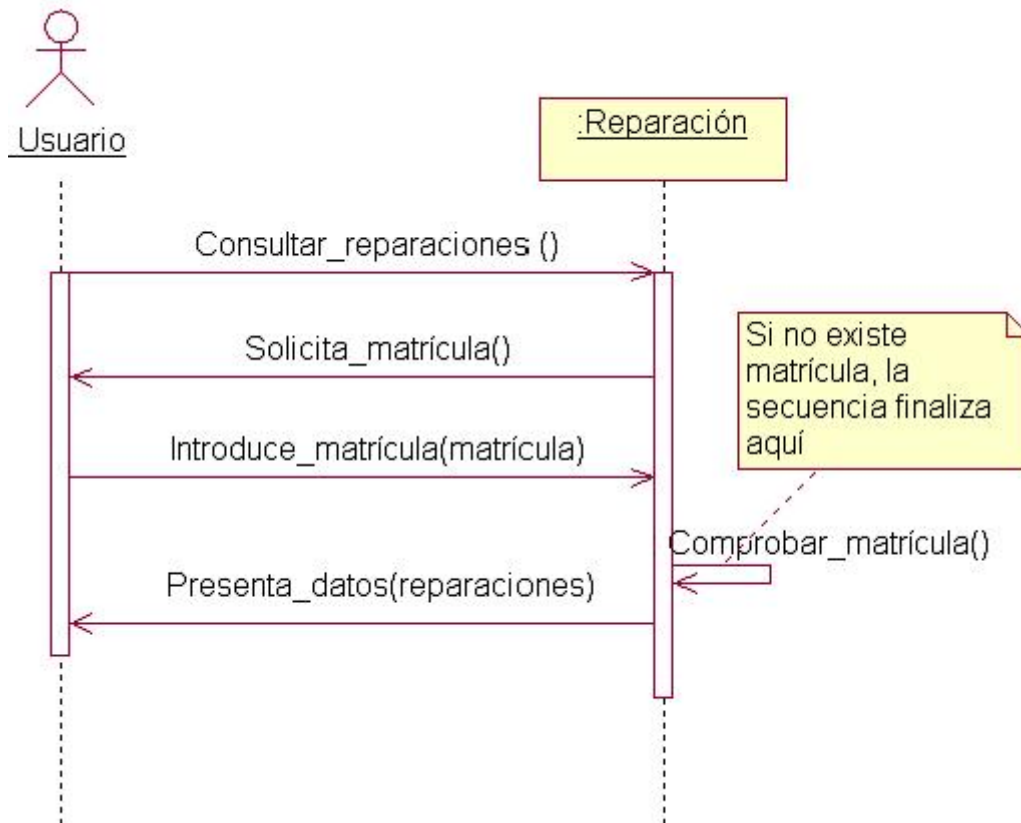 Usuario
:Reparación
Consultar_reparaciones ()
Solicita_matrícula()
Si no existe
matrícula, la
secuencia finaliza
aquí
Introduce_matrícula(matrícula)
Comprobar_matrícula()
Presenta_datos(reparaciones)